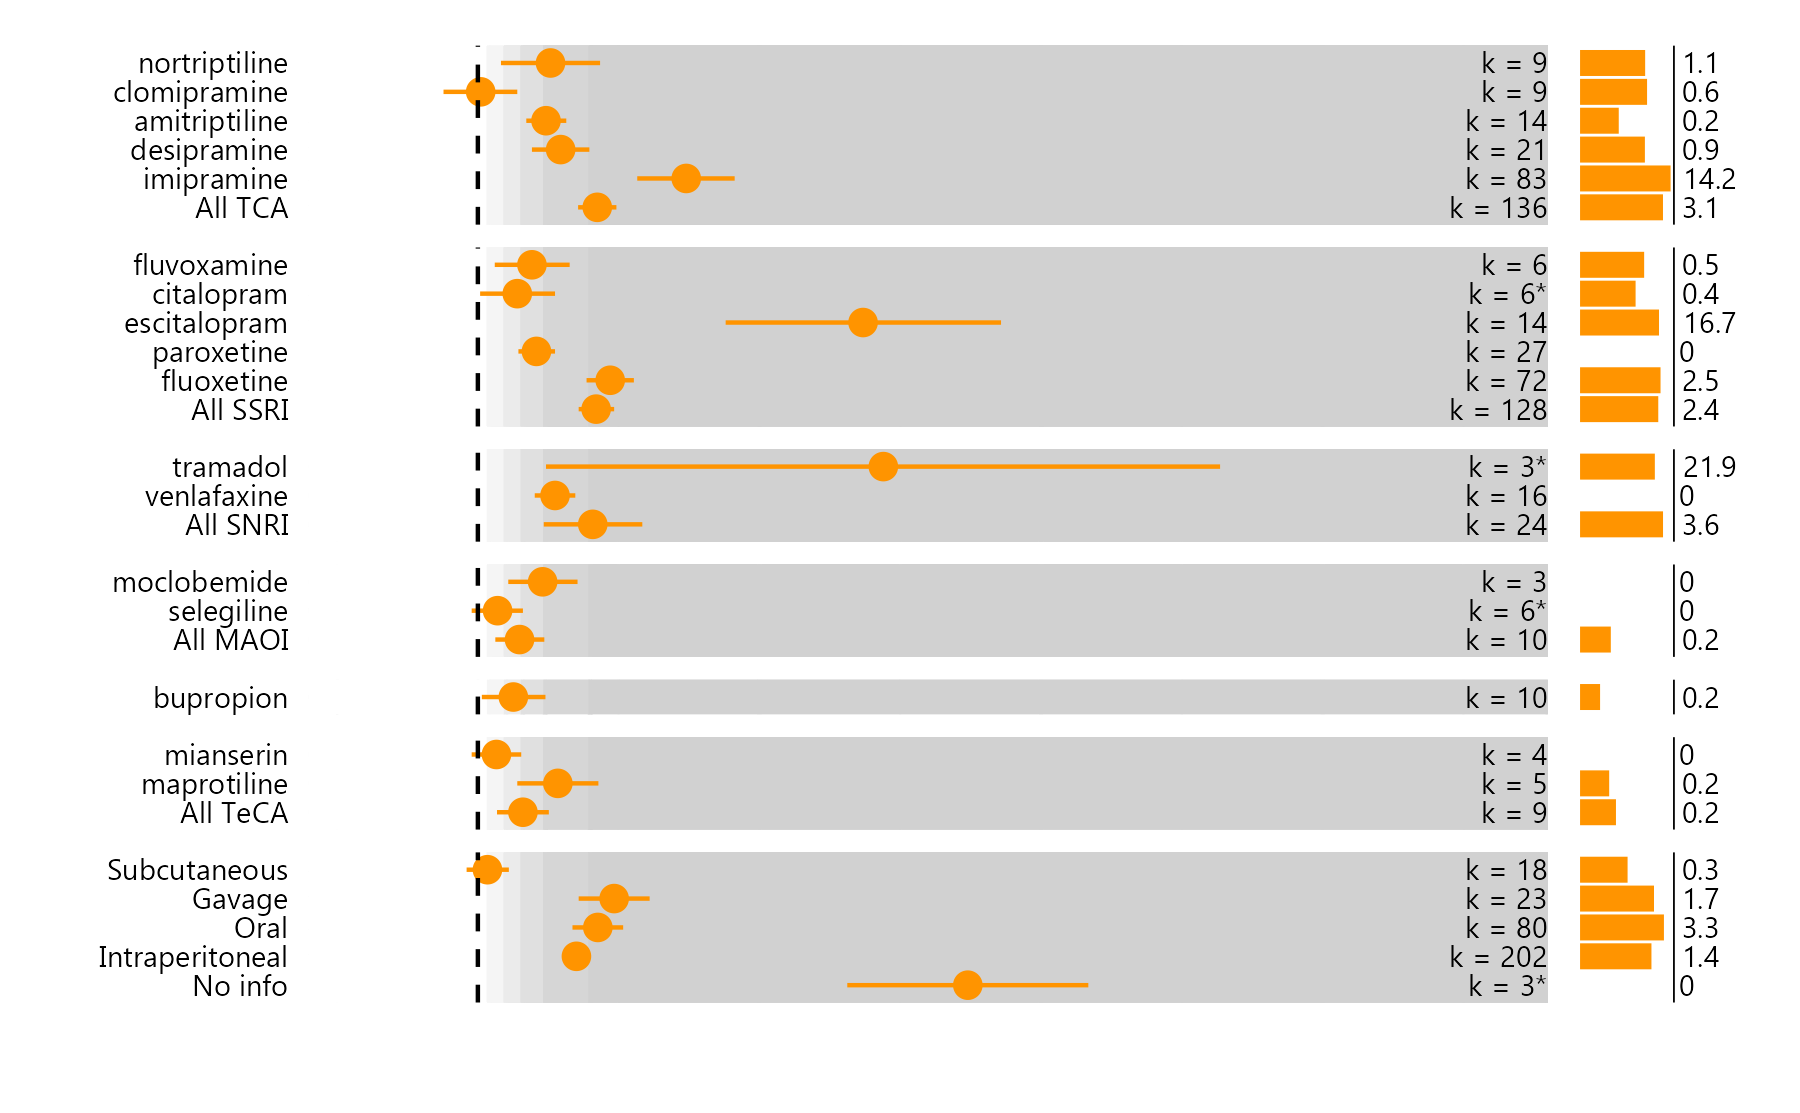 nortriptiline k = 9 1.1
clomipramine k = 9 0.6
amitriptiline k = 14 0.2
desipramine k = 21 0.9
imipramine k = 83 14.2
All TCA k = 136 3.1
fluvoxamine k = 6 0.5
citalopram k = 6* 0.4
escitalopram k = 14 16.7
paroxetine k = 27 0
fluoxetine k = 72 2.5
All SSRI k = 128 2.4
tramadol k = 3* 21.9
venlafaxine k = 16 0
All SNRI k = 24 3.6
moclobemide k = 3 0
selegiline k = 6* 0
All MAOI k = 10 0.2
bupropion k = 10 0.2
mianserin k = 4 0
maprotiline k = 5 0.2
All TeCA k = 9 0.2
Subcutaneous k = 18 0.3
Gavage k = 23 1.7
Oral k = 80 3.3
Intraperitoneal k = 202 1.4
No info k = 3* 0